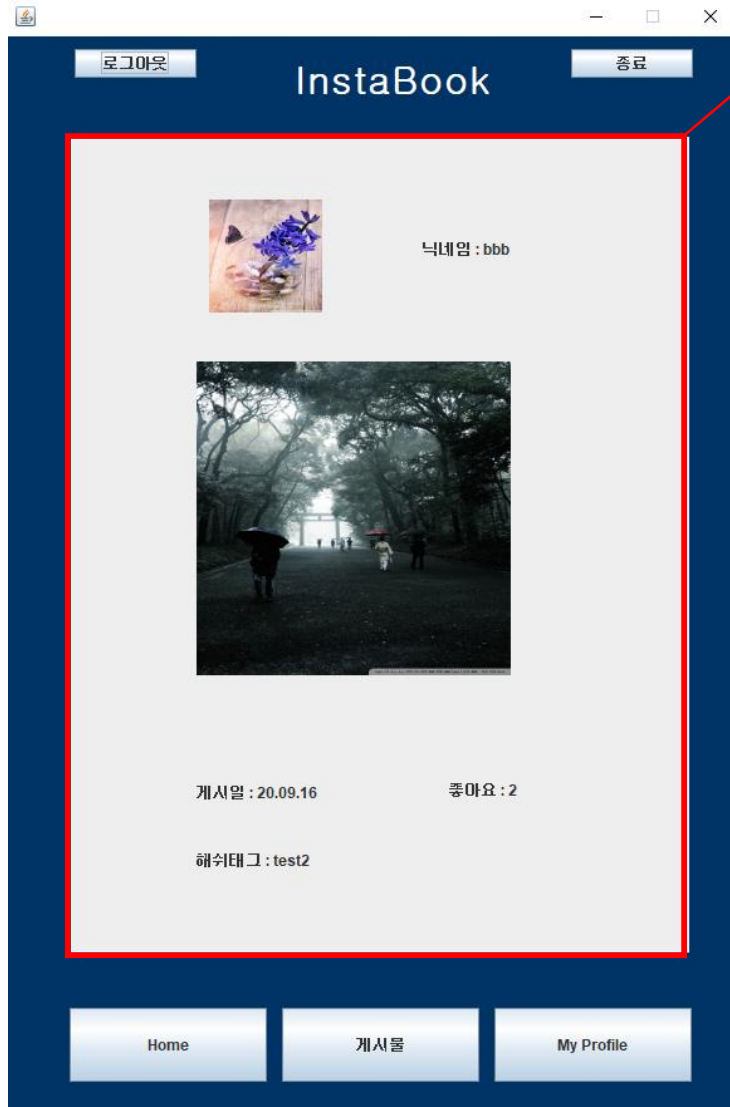 로그아웃
InstaBook
종료
닉네임 : bbb
게시일 : 20.09.16
좋아요 : 2
해쉬태그 : test2
Home
게시물
My Profile